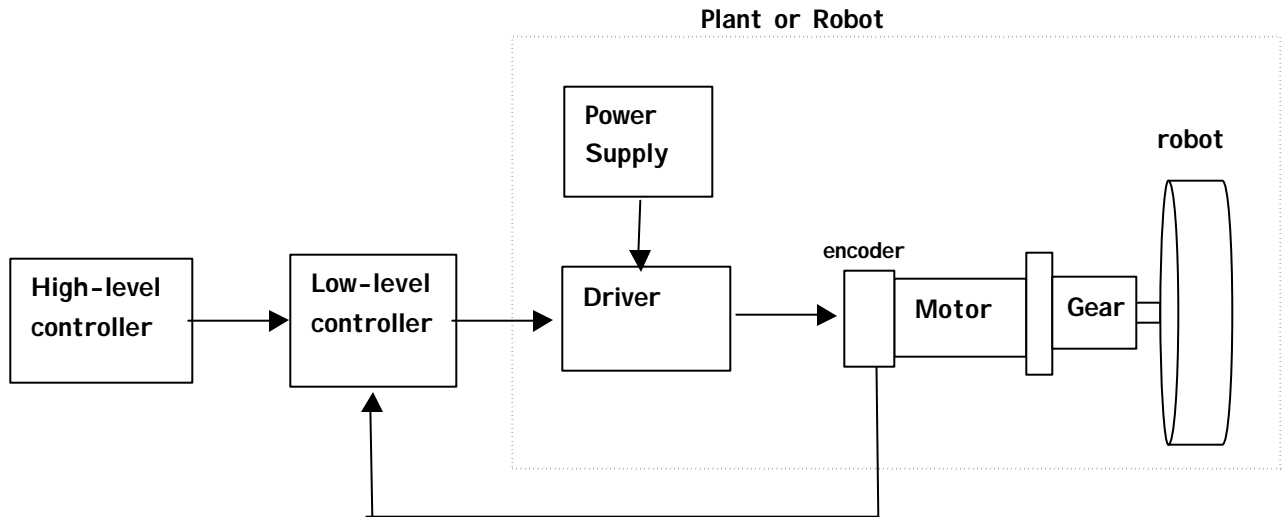 Plant or Robot
Power
Supply
robot
encoder
High-level
controller
Low-level
controller
Driver
Motor
Gear